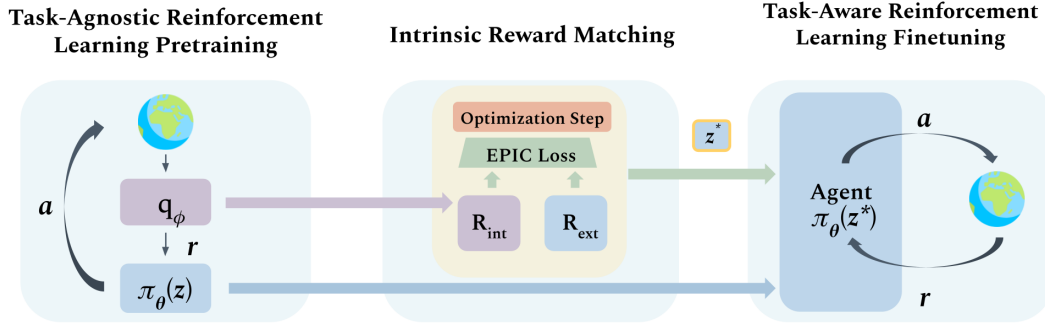 Task-Agnostic Reinforcement
Learning Pretraining
a
q_ϕ
r
π_θ(z)
Intrinsic Reward Matching
Optimization Step
EPIC Loss
R_int
R_ext
z*
Task-Aware Reinforcement
Learning Finetuning
a
Agent
π_θ(z*)
r